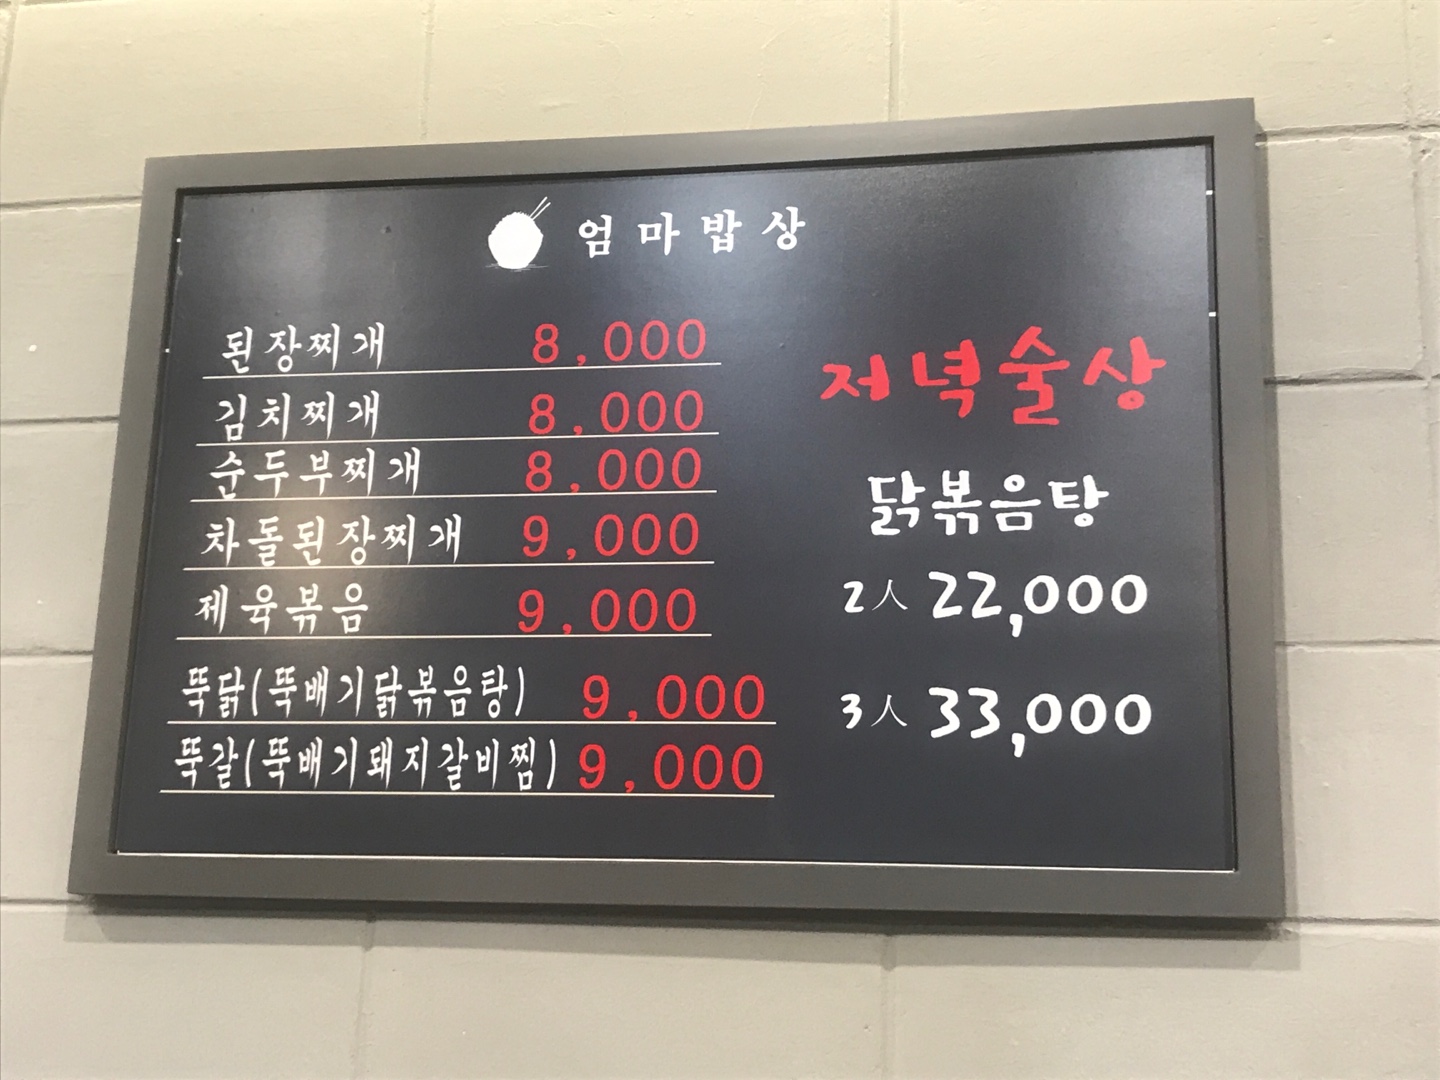 엄마밥상
된장찌개 8,000
김치찌개 8,000
순두부찌개 8,000
차돌된장찌개 9,000
제육볶음 9,000
뚝닭(뚝배기닭볶음탕) 9,000
뚝갈(뚝배기돼지갈비찜) 9,000
저녁술상
닭볶음탕
2人 22,000
3人 33,000